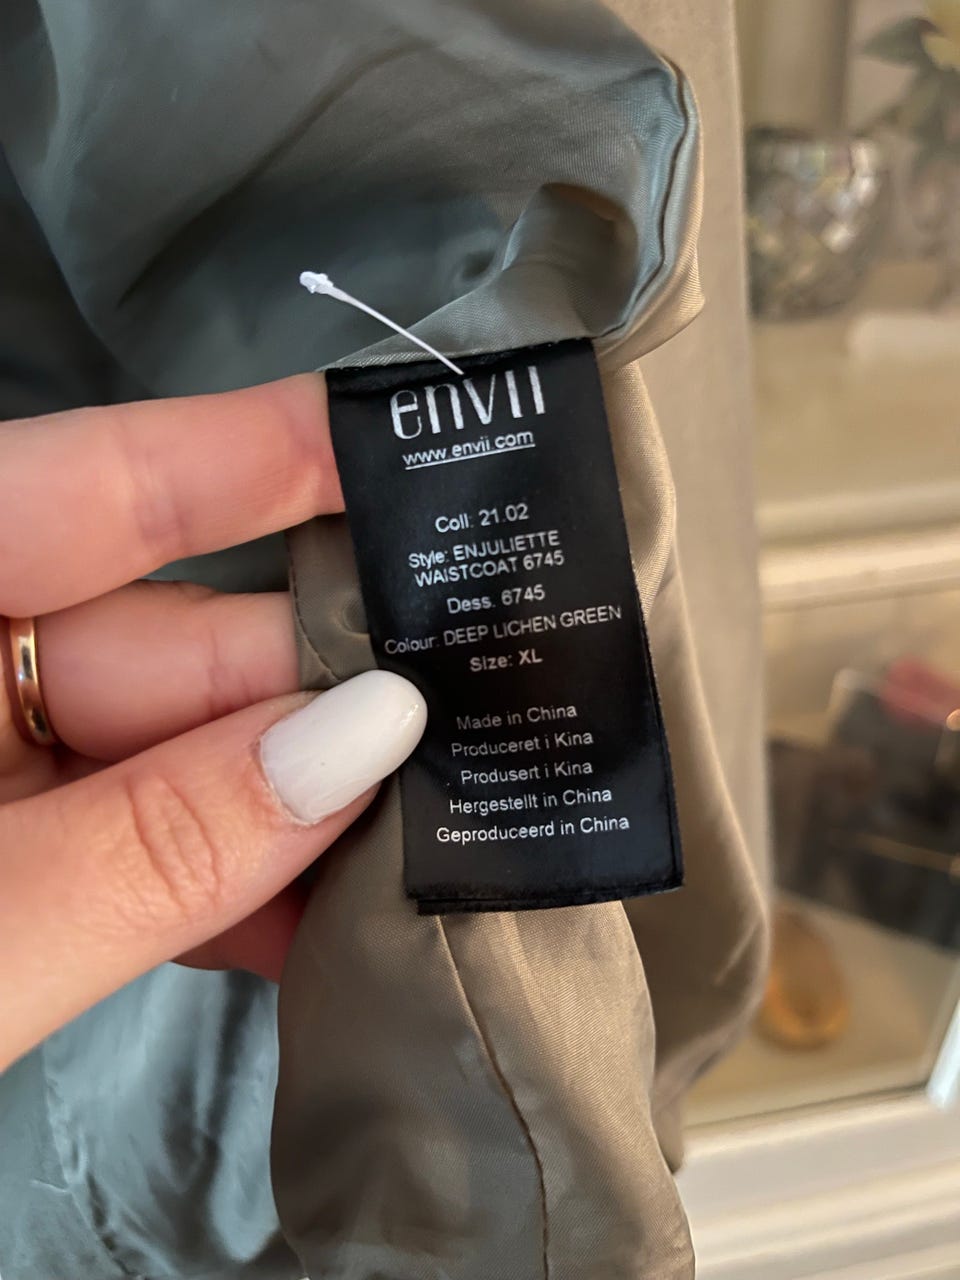 envii
www.envii.com
Coll: 21.02
Style: ENJULIETTE
WAISTCOAT 6745
Dess. 6745
Colour: DEEP LICHEN GREEN
Size: XL
Made in China
Produceret i Kina
Produsert i Kina
Hergestellt in China
Geproduceerd in China